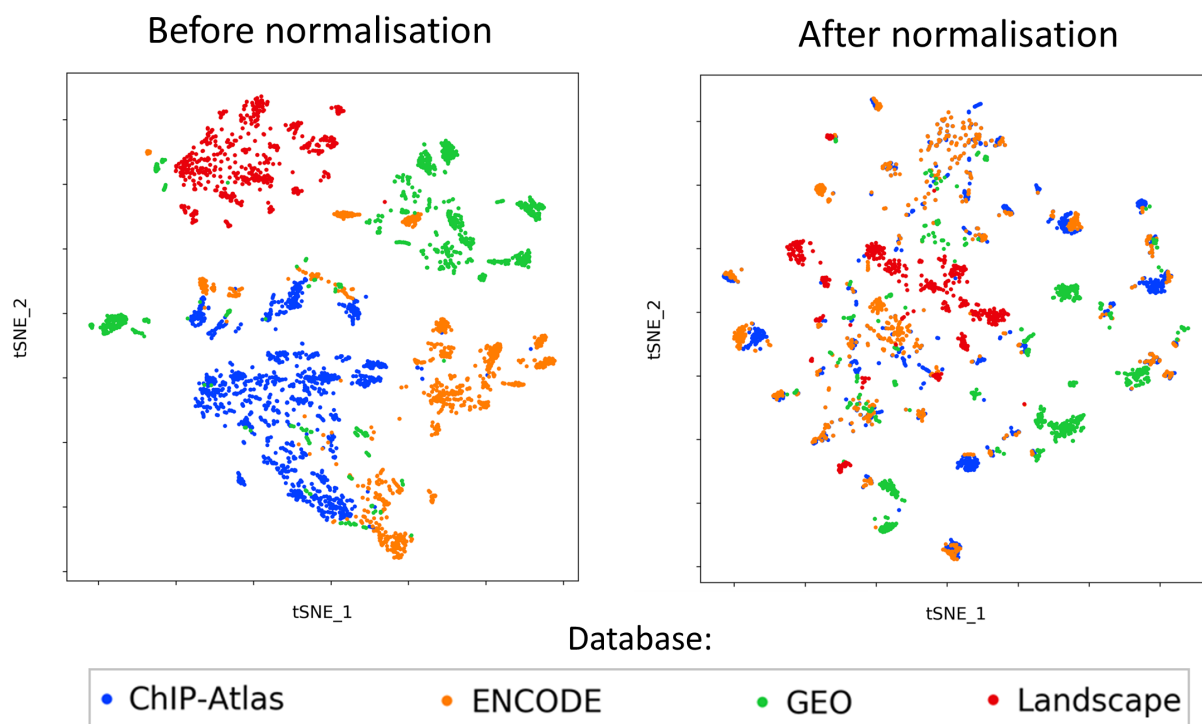 Before normalisation
After normalisation
tSNE_2
tSNE_2
tSNE_1
tSNE_1
Database:
ChIP-Atlas
ENCODE
GEO
Landscape